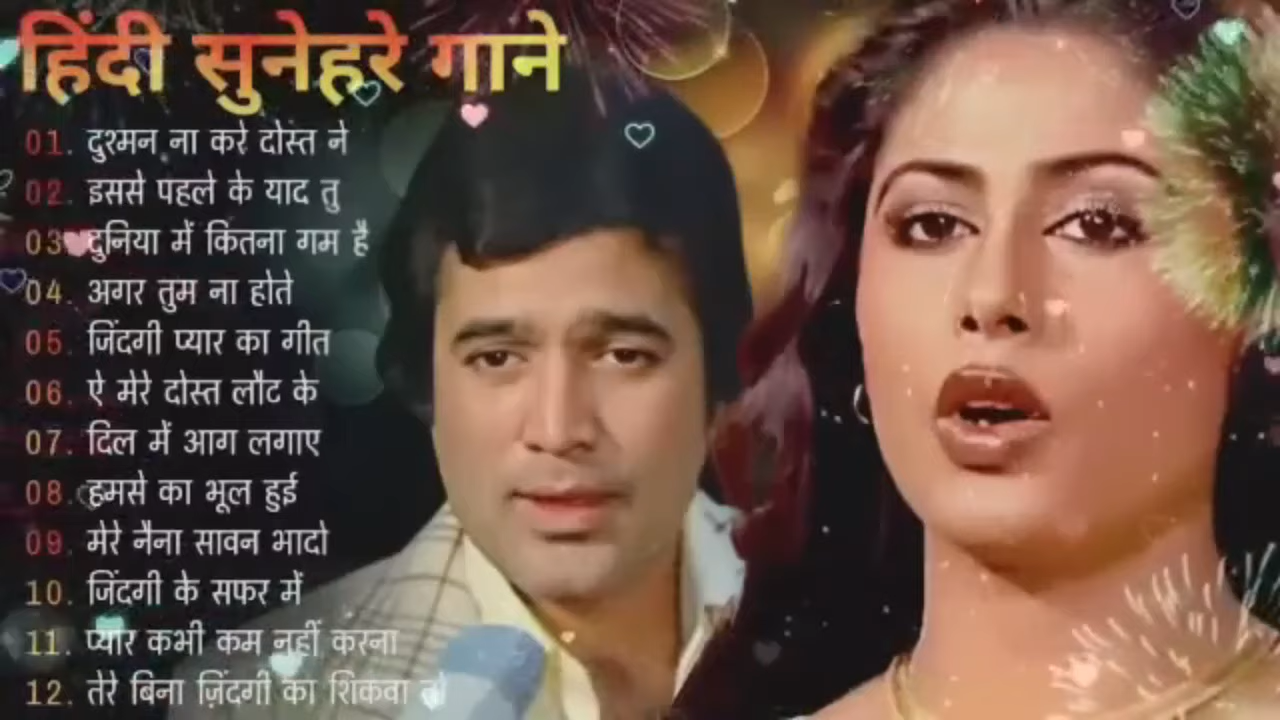 हिंदी सुनेहरे गाने
01. दुश्मन ना करे दोस्त ने
02. इससे पहले के याद तु
03. दुनिया में कितना गम है
04. अगर तुम ना होते
05. जिंदगी प्यार का गीत
06. ऐ मेरे दोस्त लौट के
07. दिल में आग लगाए
08. हमसे का भूल हुई
09. मेरे नैना सावन भादो
10. जिंदगी के सफर में
11. प्यार कभी कम नहीं करना
12. तेरे बिना ज़िंदगी का शिकवा तो